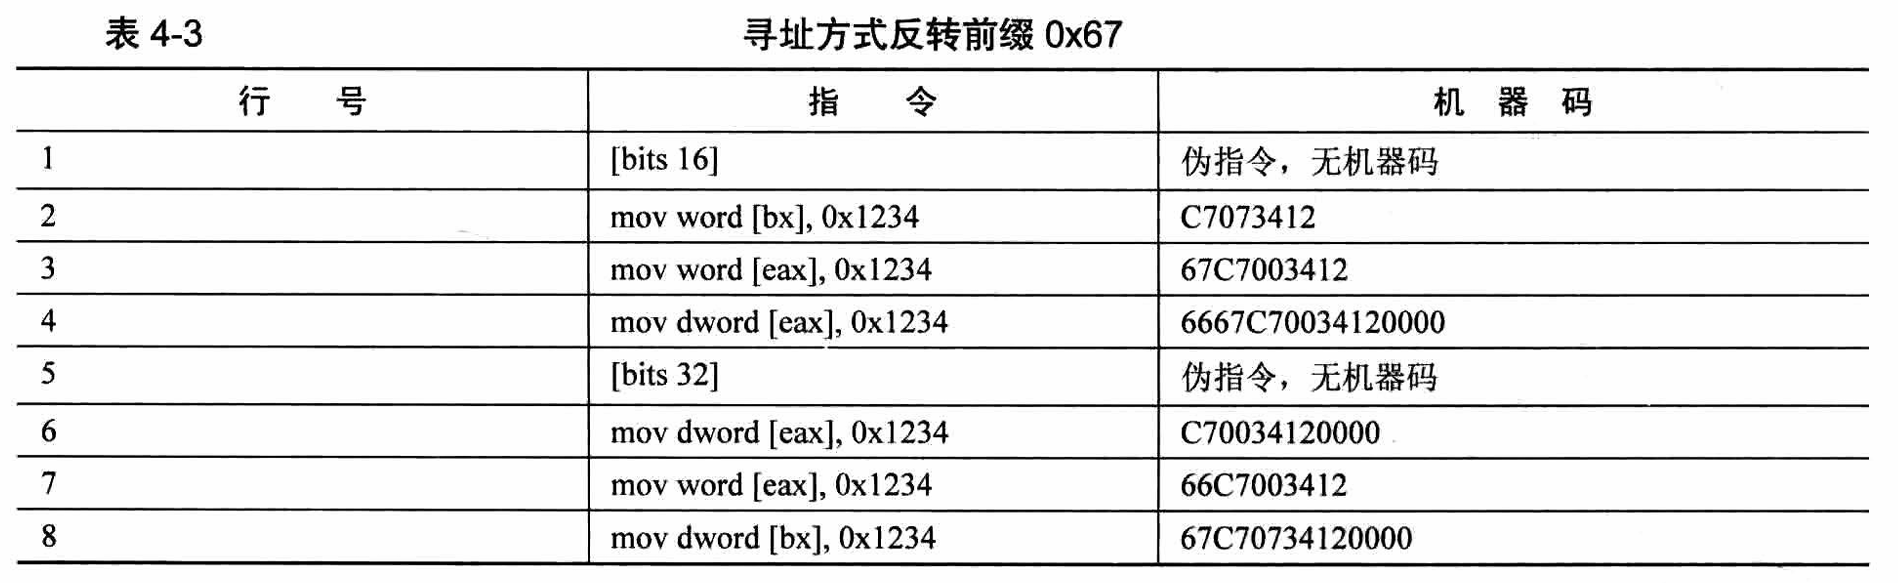 表 4-3 寻址方式反转前缀 0x67
行 号 指 令 机 器 码
1 [bits 16] 伪指令，无机器码
2 mov word [bx], 0x1234 C7073412
3 mov word [eax], 0x1234 67C7003412
4 mov dword [eax], 0x1234 6667C70034120000
5 [bits 32] 伪指令，无机器码
6 mov dword [eax], 0x1234 C70034120000
7 mov word [eax], 0x1234 66C7003412
8 mov dword [bx], 0x1234 67C70734120000